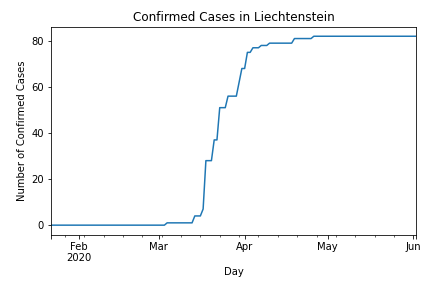 Confirmed Cases in Liechtenstein
80
60
40
20
0
Number of Confirmed Cases
Feb
2020
Mar
Apr
May
Jun
Day